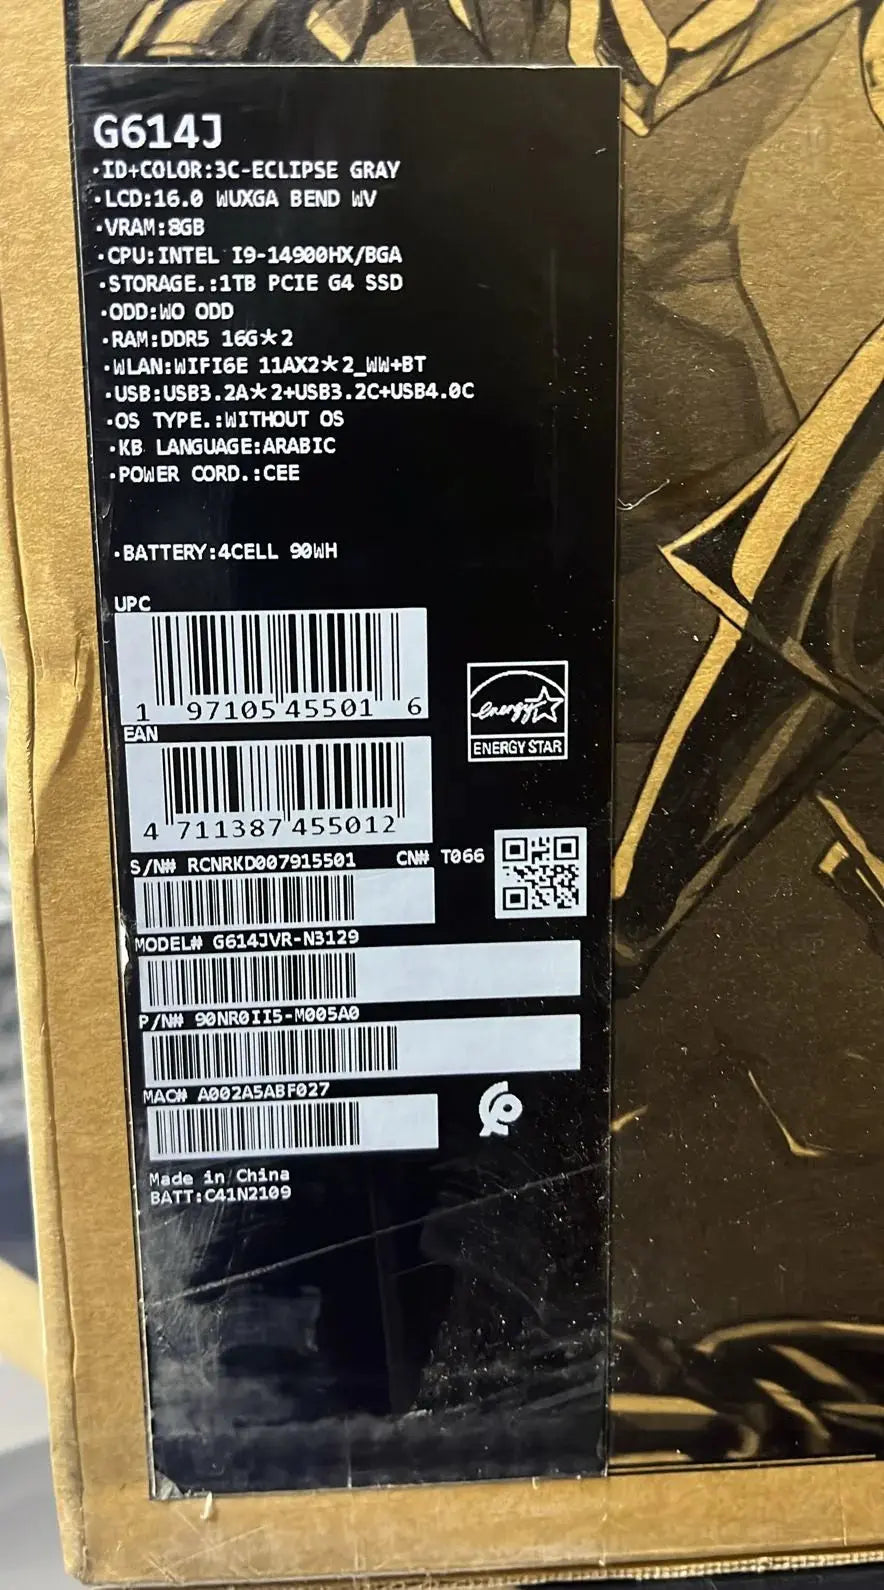 G614J
·ID+COLOR:3C-ECLIPSE GRAY
·LCD:16.0 WUXGA BEND WV
·VRAM:8GB
·CPU:INTEL I9-14900HX/BGA
·STORAGE.:1TB PCIE G4 SSD
·ODD:WO ODD
·RAM:DDR5 16G*2
·WLAN:WIFI6E 11AX2*2_WW+BT
·USB:USB3.2A*2+USB3.2C+USB4.0C
·OS TYPE.:WITHOUT OS
·KB LANGUAGE:ARABIC
·POWER CORD.:CEE
·BATTERY:4CELL 90WH
UPC
1 97105 45501 6
EAN
4 711387 455012
energy
ENERGY STAR
S/N# RCNRKD007915501 CN# T066
MODEL# G614JVR-N3129
P/N# 90NR0II5-M005A0
MAC# A002A5ABF027
Made in China
BATT:C41N2109